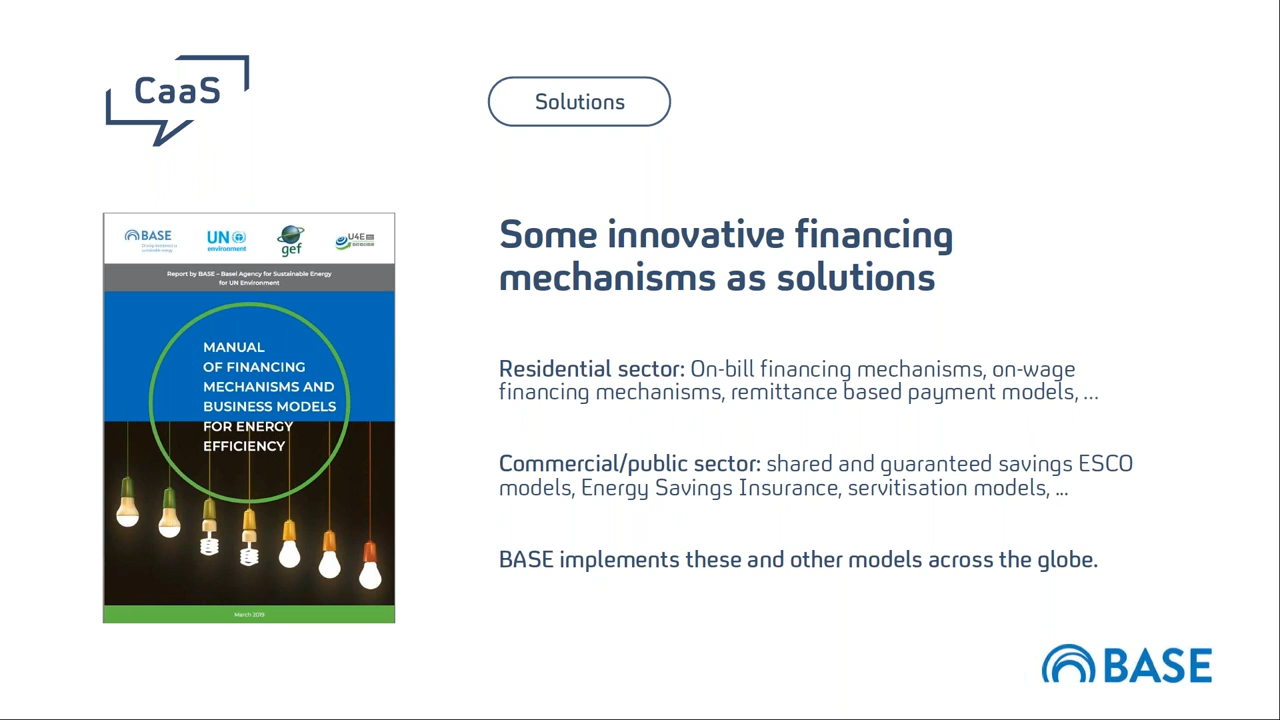 CaaS
Solutions
BASE
UN
environment
gef
U4E
Report by BASE – Basel Agency for Sustainable Energy
for UN Environment
MANUAL
OF FINANCING
MECHANISMS AND
BUSINESS MODELS
FOR ENERGY
EFFICIENCY
March 2019
Some innovative financing
mechanisms as solutions
Residential sector: On-bill financing mechanisms, on-wage
financing mechanisms, remittance based payment models, ...
Commercial/public sector: shared and guaranteed savings ESCO
models, Energy Savings Insurance, servitisation models, ...
BASE implements these and other models across the globe.
BASE